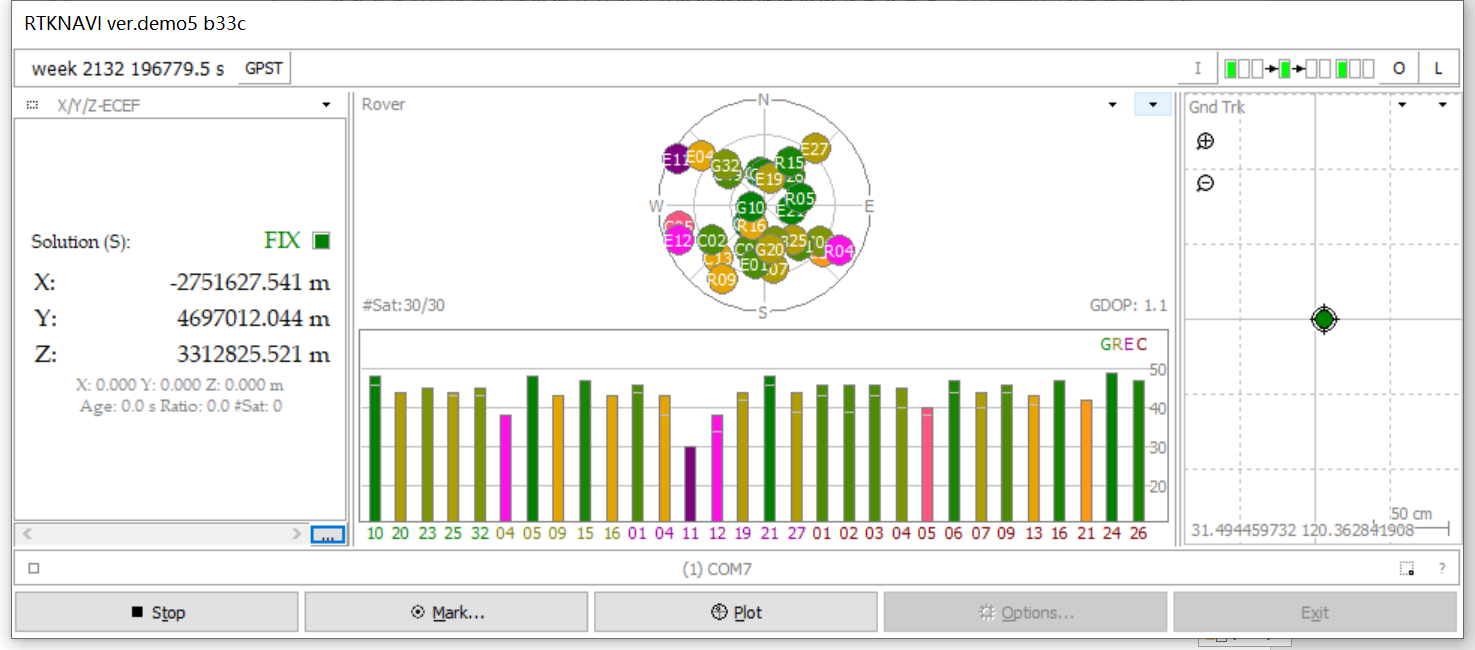 RTKNAVI ver.demo5 b33c
week 2132 196779.5 s GPST I O L
X/Y/Z-ECEF
Solution (S): FIX
X: -2751627.541 m
Y: 4697012.044 m
Z: 3312825.521 m
X: 0.000 Y: 0.000 Z: 0.000 m
Age: 0.0 s Ratio: 0.0 #Sat: 0
...
Rover
N
E11 E04 G32 R15 E27
E19
W G10 R05 E
R16
E12 C02 G20 R04
C13 E01
R09
S
#Sat:30/30 GDOP: 1.1
GREC
50
40
30
20
10 20 23 25 32 04 05 09 15 16 01 04 11 12 19 21 27 01 02 03 04 05 06 07 09 13 16 21 24 26
Gnd Trk
50 cm
31.494459732 120.362841908
(1) COM7 ?
Stop Mark... Plot Options... Exit